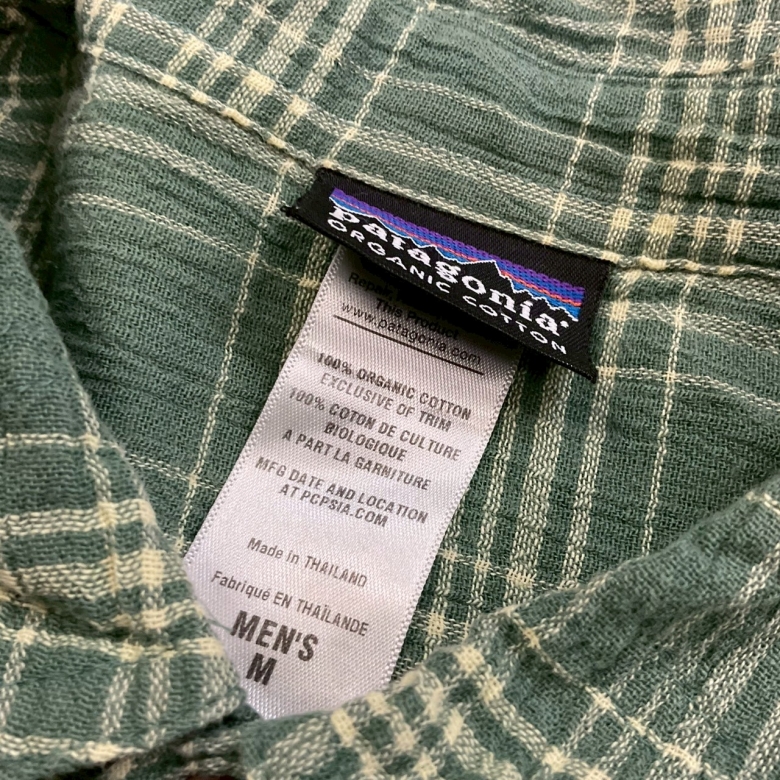 patagonia®
ORGANIC COTTON
Repair,
This Product
www.patagonia.com
100% ORGANIC COTTON
EXCLUSIVE OF TRIM
100% COTON DE CULTURE
BIOLOGIQUE
A PART LA GARNITURE
MFG DATE AND LOCATION
AT PCPSIA.COM
Made in THAILAND
Fabriqué EN THAÏLANDE
MEN'S
M